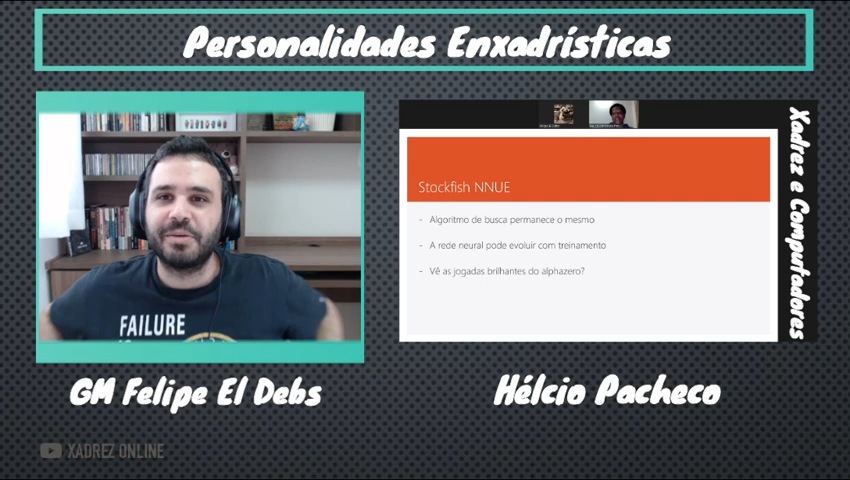 Personalidades Enxadrísticas
FAILURE
Stockfish NNUE
- Algoritmo de busca permanece o mesmo
- A rede neural pode evoluir com treinamento
- Vê as jogadas brilhantes do alphazero?
Xadrez e Computadores
GM Felipe El Debs
Hélcio Pacheco
XADREZ ONLINE